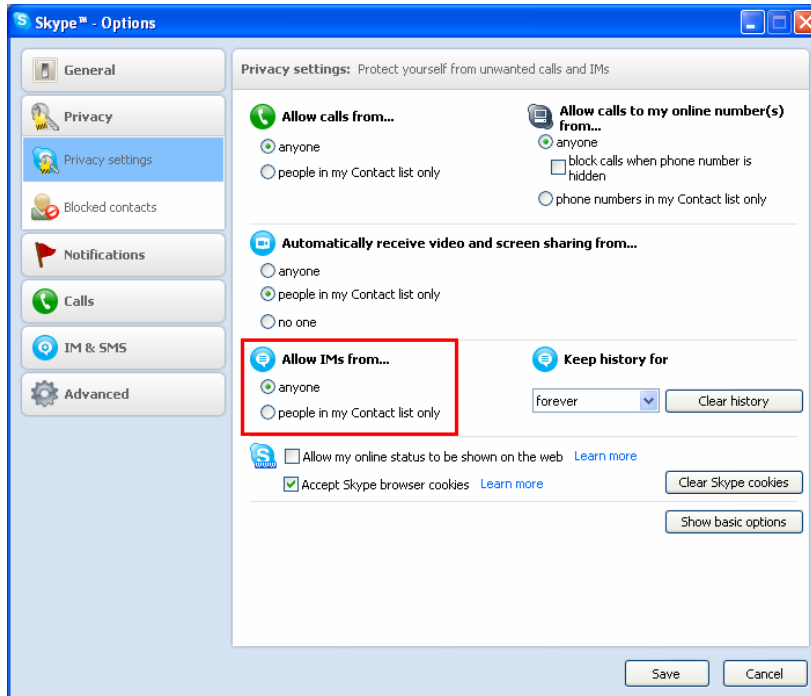 Skype™ - Options
General
Privacy
Privacy settings
Blocked contacts
Notifications
Calls
IM & SMS
Advanced
Privacy settings: Protect yourself from unwanted calls and IMs
Allow calls from...
anyone
people in my Contact list only
Allow calls to my online number(s)
from...
anyone
block calls when phone number is
hidden
phone numbers in my Contact list only
Automatically receive video and screen sharing from...
anyone
people in my Contact list only
no one
Allow IMs from...
anyone
people in my Contact list only
Keep history for
forever
Clear history
Allow my online status to be shown on the web Learn more
Accept Skype browser cookies Learn more
Clear Skype cookies
Show basic options
Save
Cancel